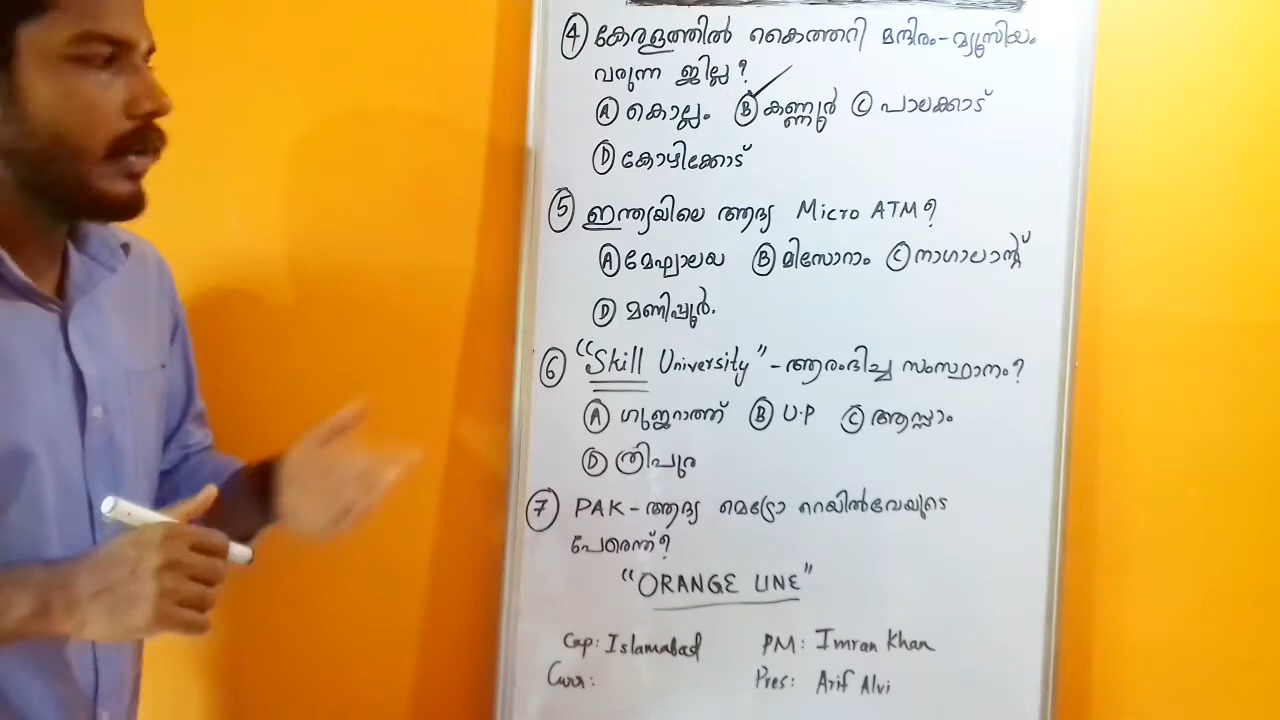 ④ കേരളത്തിൽ കൈത്തറി മന്ദിരം-മ്യൂസിയം
വരുന്ന ജില്ല?
Ⓐ കൊല്ലം Ⓑ കണ്ണൂർ Ⓒ പാലക്കാട്
Ⓓ കോഴിക്കോട്
⑤ ഇന്ത്യയിലെ ആദ്യ Micro ATM?
Ⓐ മേഘാലയ Ⓑ മിസോറാം Ⓒ നാഗാലാന്റ്
Ⓓ മണിപ്പൂർ.
⑥ "Skill University" - ആരംഭിച്ച സംസ്ഥാനം?
Ⓐ ഗുജറാത്ത് Ⓑ U.P Ⓒ ആസ്സാം
Ⓓ ത്രിപുര
⑦ PAK - ആദ്യ മെട്രോ റെയിൽവേയുടെ
പേരെന്ത്?
"ORANGE LINE"
Cap: Islamabad PM: Imran Khan
Curr: Pres: Arif Alvi